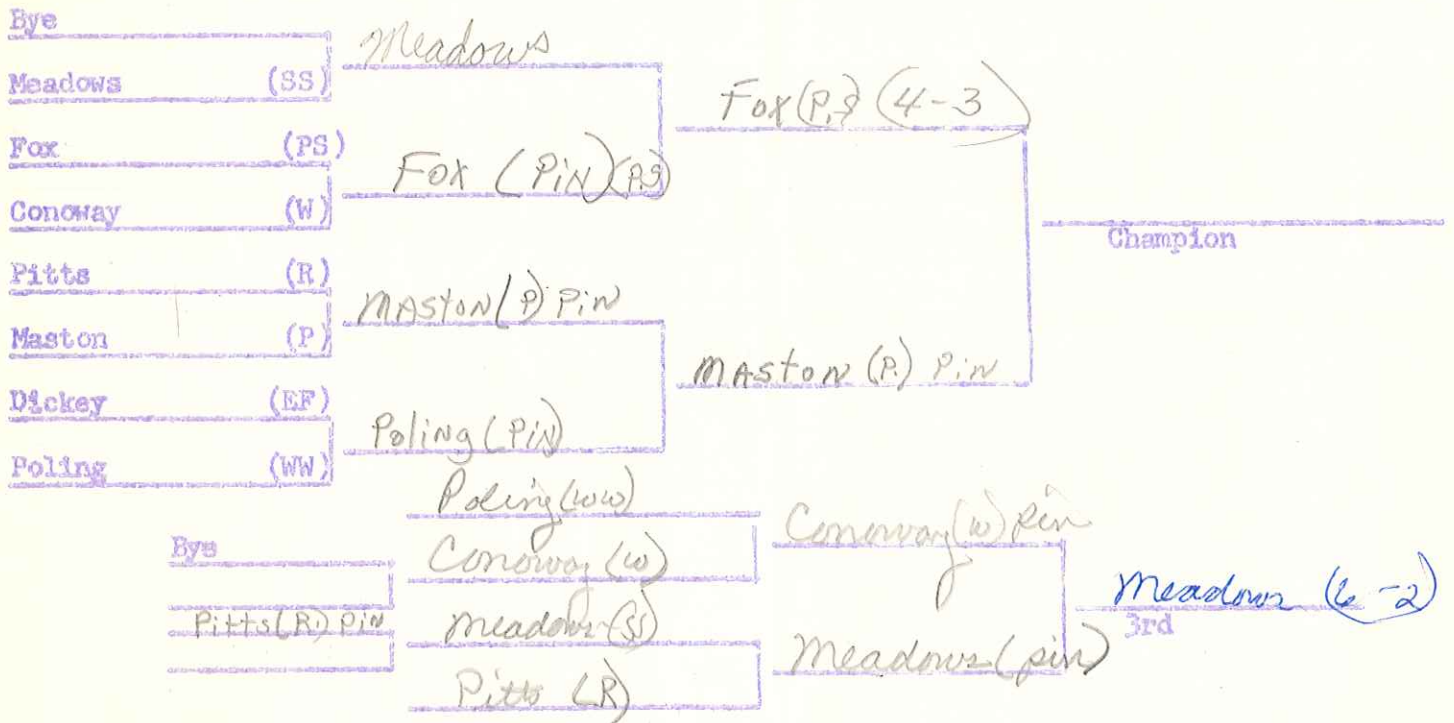 Bye
Meadows
Meadows (SS)
Fox (P.S) (4-3)
Fox (PS)
Fox (PiN) (P.S)
Conoway (W)
Champion
Pitts (R)
MAStoN (P) PiN
Maston (P)
MAStoN (P.) PiN
Dickey (EF)
Poling (PiN)
Poling (WW)
Poling (WW)
Conoway (W) pin
Bye
Conoway (W)
Meadows (6-2)
3rd
Pitts (R.) PiN
Meadows (SS)
Meadows (pin)
Pitts (R)